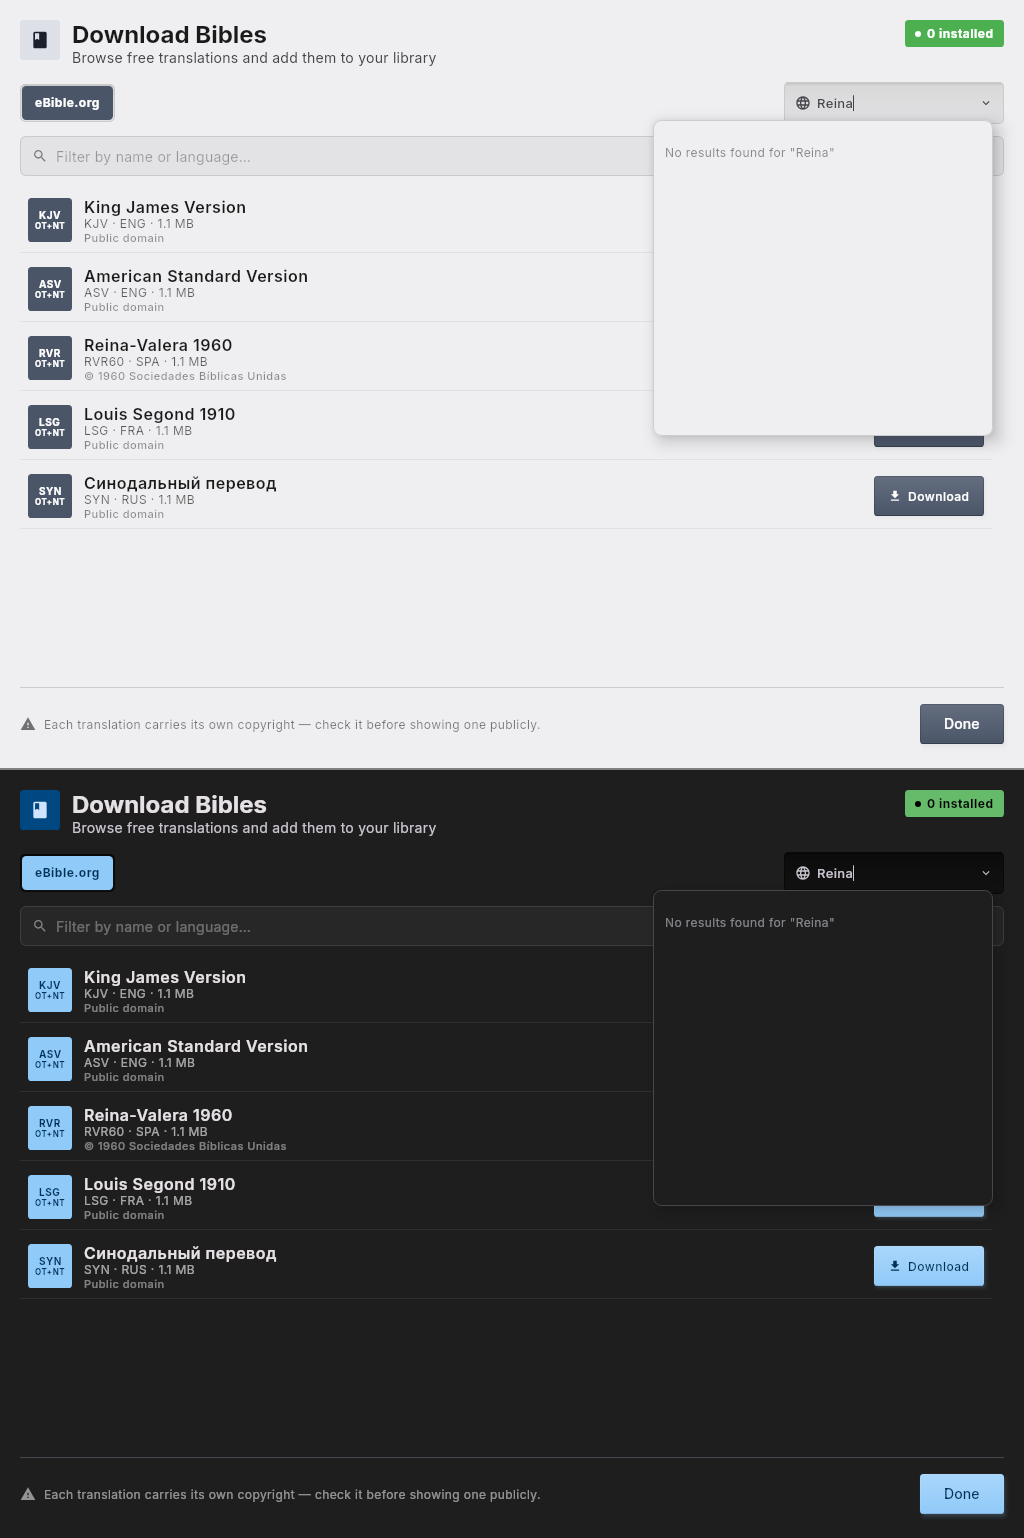 Download Bibles
Browse free translations and add them to your library
0 installed
eBible.org
Reina
Filter by name or language...
No results found for "Reina"
KJV
OT+NT
King James Version
KJV · ENG · 1.1 MB
Public domain
ASV
OT+NT
American Standard Version
ASV · ENG · 1.1 MB
Public domain
RVR
OT+NT
Reina-Valera 1960
RVR60 · SPA · 1.1 MB
© 1960 Sociedades Bíblicas Unidas
LSG
OT+NT
Louis Segond 1910
LSG · FRA · 1.1 MB
Public domain
SYN
OT+NT
Синодальный перевод
SYN · RUS · 1.1 MB
Public domain
Download
Each translation carries its own copyright — check it before showing one publicly.
Done
Download Bibles
Browse free translations and add them to your library
0 installed
eBible.org
Reina
Filter by name or language...
No results found for "Reina"
KJV
OT+NT
King James Version
KJV · ENG · 1.1 MB
Public domain
ASV
OT+NT
American Standard Version
ASV · ENG · 1.1 MB
Public domain
RVR
OT+NT
Reina-Valera 1960
RVR60 · SPA · 1.1 MB
© 1960 Sociedades Bíblicas Unidas
LSG
OT+NT
Louis Segond 1910
LSG · FRA · 1.1 MB
Public domain
SYN
OT+NT
Синодальный перевод
SYN · RUS · 1.1 MB
Public domain
Download
Each translation carries its own copyright — check it before showing one publicly.
Done